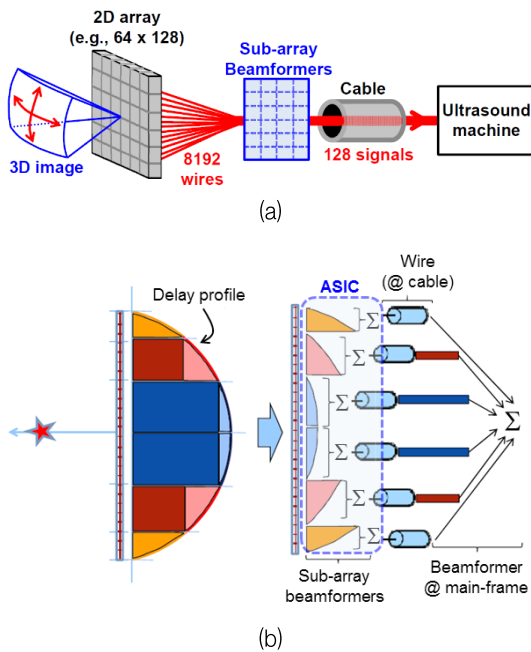 2D array
(e.g., 64 x 128)
Sub-array
Beamformers
Cable
Ultrasound
machine
3D image
8192
wires
128 signals
(a)
Delay profile
ASIC
Wire
(@ cable)
Σ
Σ
Σ
Σ
Σ
Σ
Σ
Sub-array
beamformers
Beamformer
@ main-frame
(b)